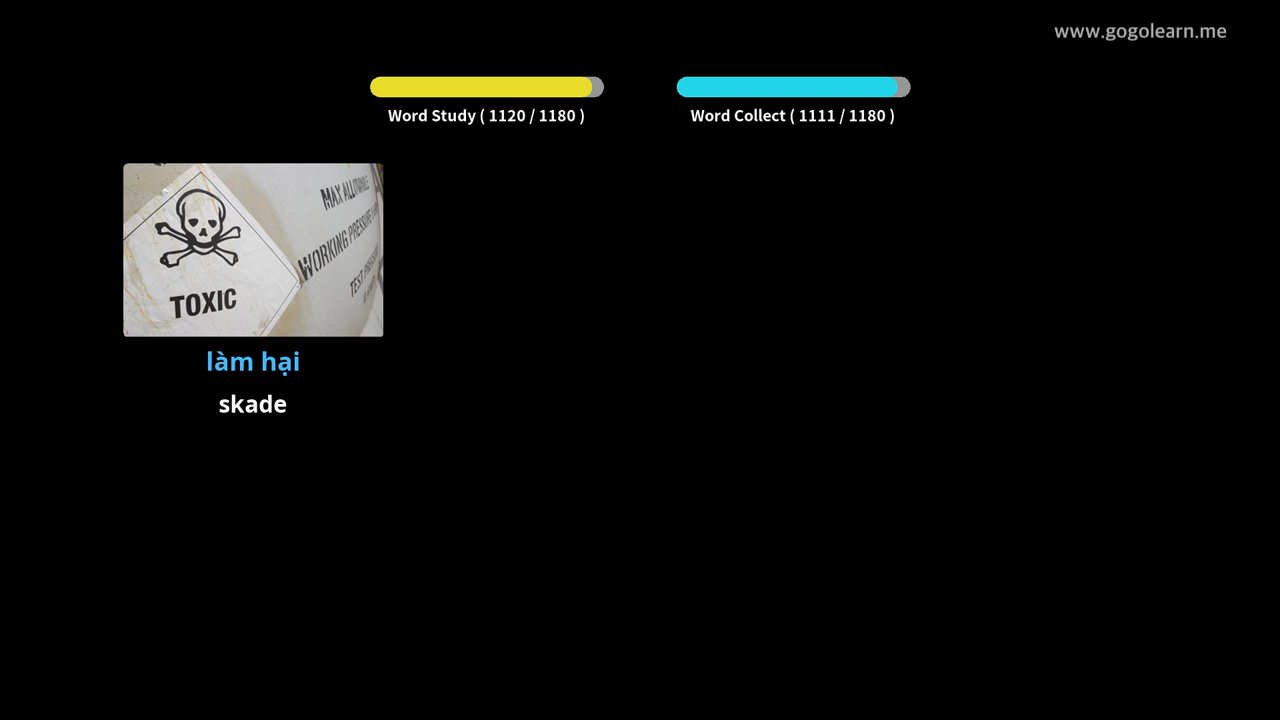 www.gogolearn.me
Word Study ( 1120 / 1180 )
Word Collect ( 1111 / 1180 )
TOXIC
MAX ALLOWABLE
WORKING PRESSURE
TEST
làm hại
skade